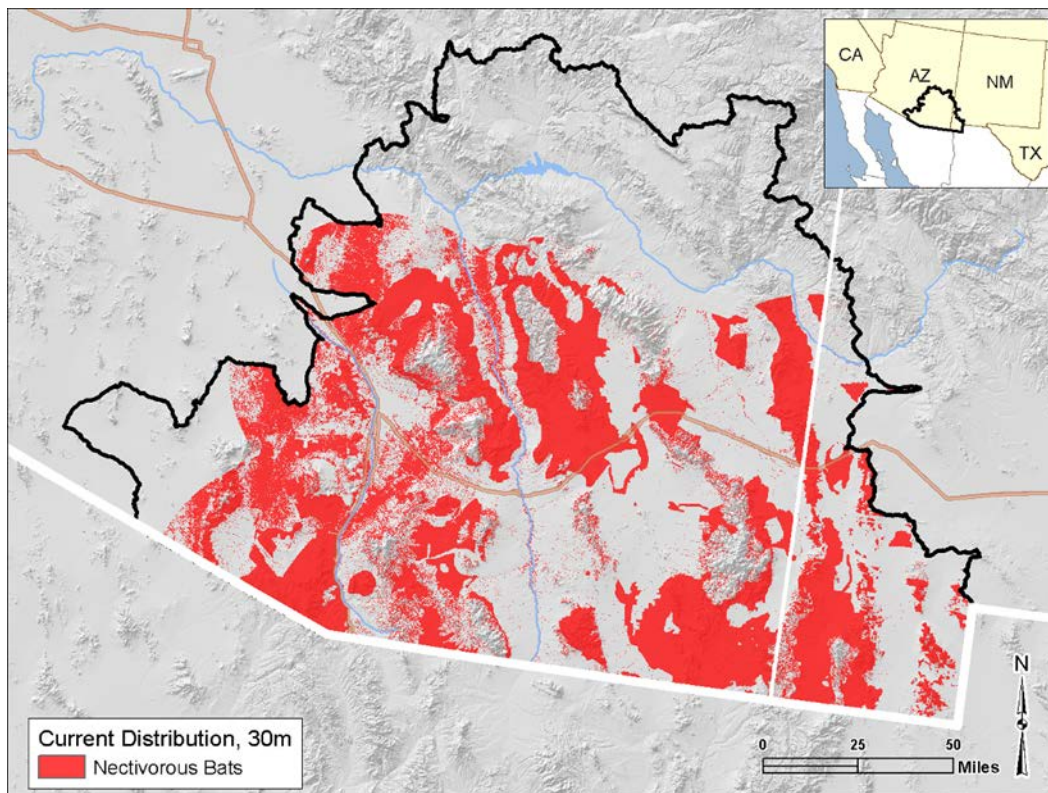 CA
AZ
NM
TX
N
Current Distribution, 30m
Nectivorous Bats
0 25 50
Miles